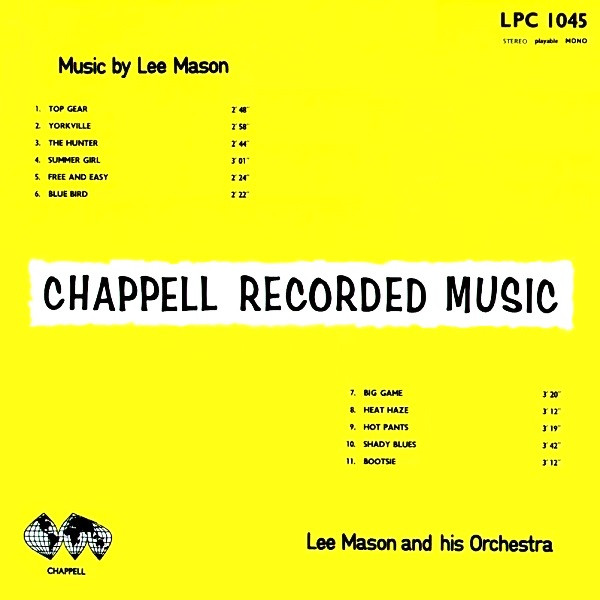 LPC 1045
STEREO playable MONO
Music by Lee Mason
1. TOP GEAR 2' 48"
2. YORKVILLE 2' 58"
3. THE HUNTER 2' 44"
4. SUMMER GIRL 3' 01"
5. FREE AND EASY 2' 24"
6. BLUE BIRD 2' 22"
CHAPPELL RECORDED MUSIC
7. BIG GAME 3' 20"
8. HEAT HAZE 3' 12"
9. HOT PANTS 3' 19"
10. SHADY BLUES 3' 42"
11. BOOTSIE 3' 12"
Lee Mason and his Orchestra
CHAPPELL